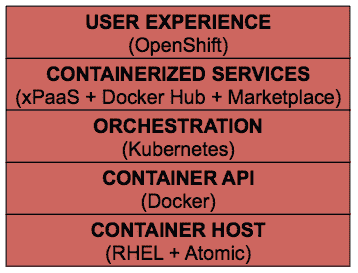 USER EXPERIENCE
(OpenShift)
CONTAINERIZED SERVICES
(xPaaS + Docker Hub + Marketplace)
ORCHESTRATION
(Kubernetes)
CONTAINER API
(Docker)
CONTAINER HOST
(RHEL + Atomic)